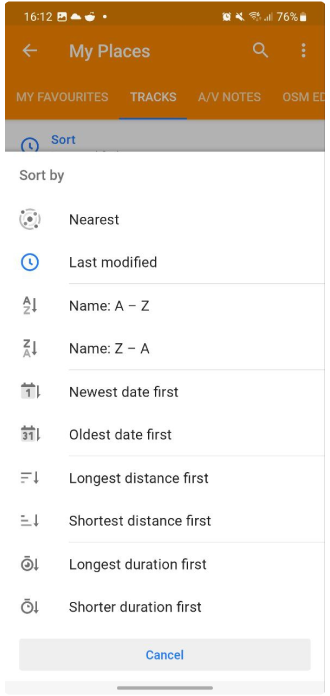 16:12 76%
My Places
MY FAVOURITES TRACKS A/V NOTES OSM ED
Sort
Sort by
Nearest
Last modified
A Z Name: A – Z
Z A Name: Z – A
1 Newest date first
31 Oldest date first
Longest distance first
Shortest distance first
Longest duration first
Shorter duration first
Cancel